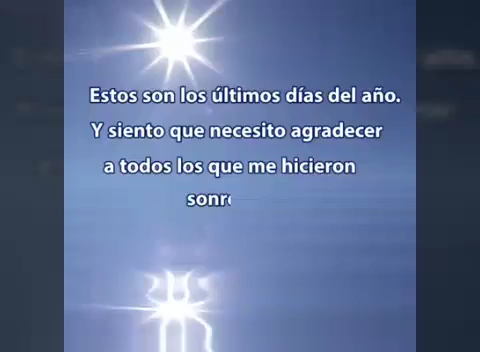 Estos son los últimos días del año.
Y siento que necesito agradecer
a todos los que me hicieron